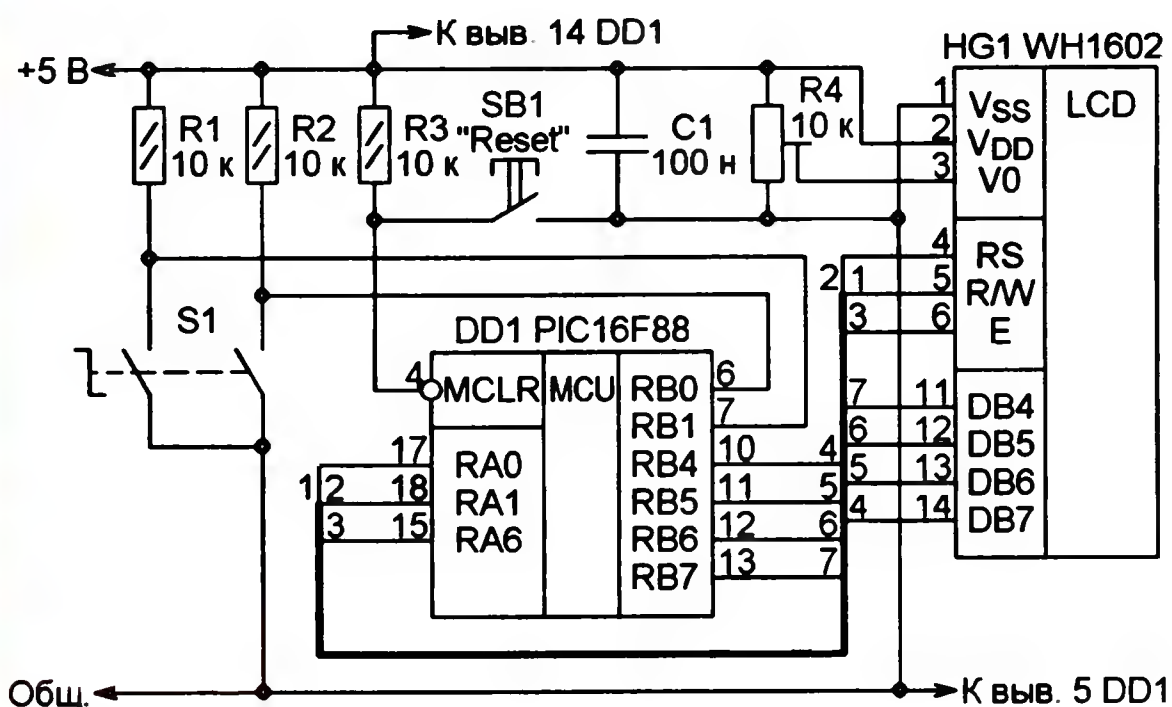 К выв. 14 DD1
+5 В
HG1 WH1602
R1
10 к
R2
10 к
R3
10 к
SB1
"Reset"
C1
100 н
R4
10 к
1
2
3
VSS
VDD
V0
LCD
4
5
6
RS
R/W
E
2
1
3
S1
DD1 PIC16F88
4
MCLR
MCU
RB0
RB1
RB4
RB5
RB6
RB7
6
7
10
11
12
13
4
5
6
7
17
18
15
RA0
RA1
RA6
1
2
3
7
6
5
4
11
12
13
14
DB4
DB5
DB6
DB7
Общ.
К выв. 5 DD1